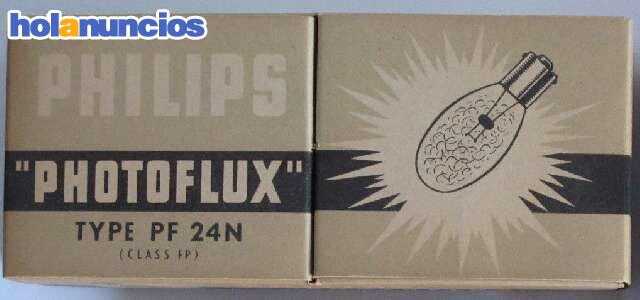 holanuncios
PHILIPS
"PHOTOFLUX"
TYPE PF 24N
(CLASS FP)